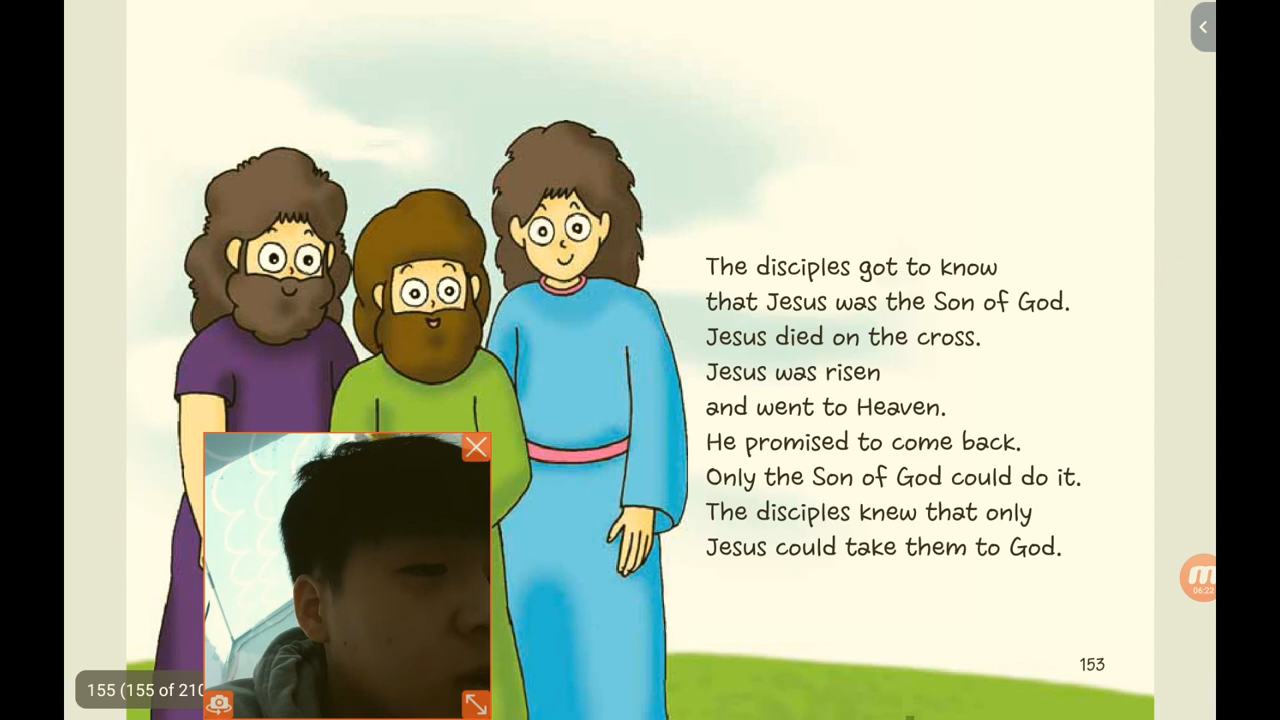 The disciples got to know
that Jesus was the Son of God.
Jesus died on the cross.
Jesus was risen
and went to Heaven.
He promised to come back.
Only the Son of God could do it.
The disciples knew that only
Jesus could take them to God.
06:22
153
155 (155 of 210